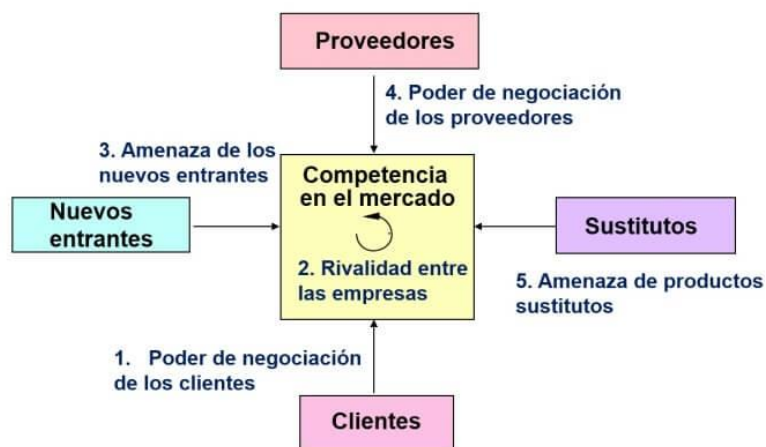 Proveedores
4. Poder de negociación
de los proveedores
3. Amenaza de los
nuevos entrantes
Competencia
en el mercado
Nuevos
entrantes
Sustitutos
2. Rivalidad entre
las empresas
5. Amenaza de productos
sustitutos
1. Poder de negociación
de los clientes
Clientes